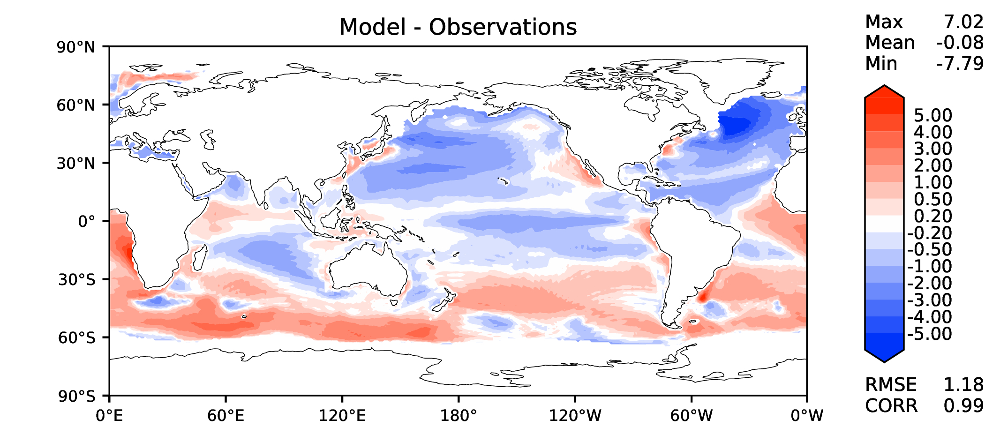 Model - Observations
Max 7.02
Mean -0.08
Min -7.79
90°N
60°N
30°N
0°
30°S
60°S
90°S
0°E 60°E 120°E 180° 120°W 60°W 0°W
5.00
4.00
3.00
2.00
1.00
0.50
0.20
-0.20
-0.50
-1.00
-2.00
-3.00
-4.00
-5.00
RMSE 1.18
CORR 0.99